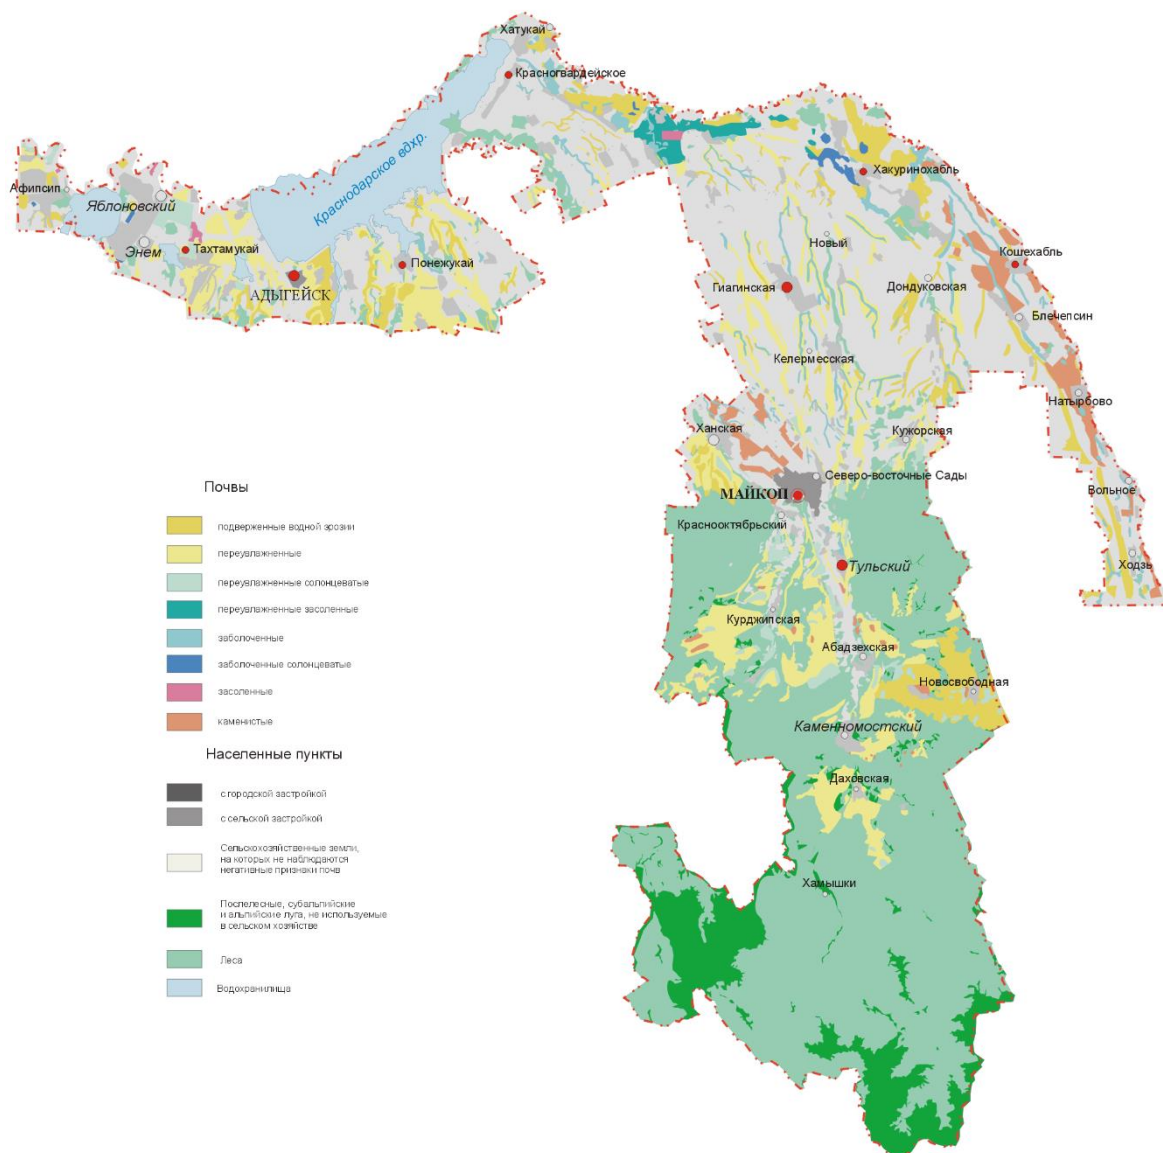 Хатукай
Красногвардейское
Краснодарское вдхр.
Афипсип
Яблоновский
Энем
Тахтамукай
АДЫГЕЙСК
Понежукай
Хакуринохабль
Новый
Кошехабль
Гиагинская
Дондуковская
Блечепсин
Келермесская
Натырбово
Ханская
Кужорская
Северо-восточные Сады
МАЙКОП
Вольное
Краснооктябрьский
Ходзь
Тульский
Курджипская
Абадзехская
Новосвободная
Каменномостский
Даховская
Хамышки
Почвы
подверженные водной эрозии
переувлажненные
переувлажненные солонцеватые
переувлажненные засоленные
заболоченные
заболоченные солонцеватые
засоленные
каменистые
Населенные пункты
с городской застройкой
с сельской застройкой
Сельскохозяйственные земли,
на которых не наблюдаются
негативные признаки почв
Послелесные, субальпийские
и альпийские луга, не используемые
в сельском хозяйстве
Леса
Водохранилища